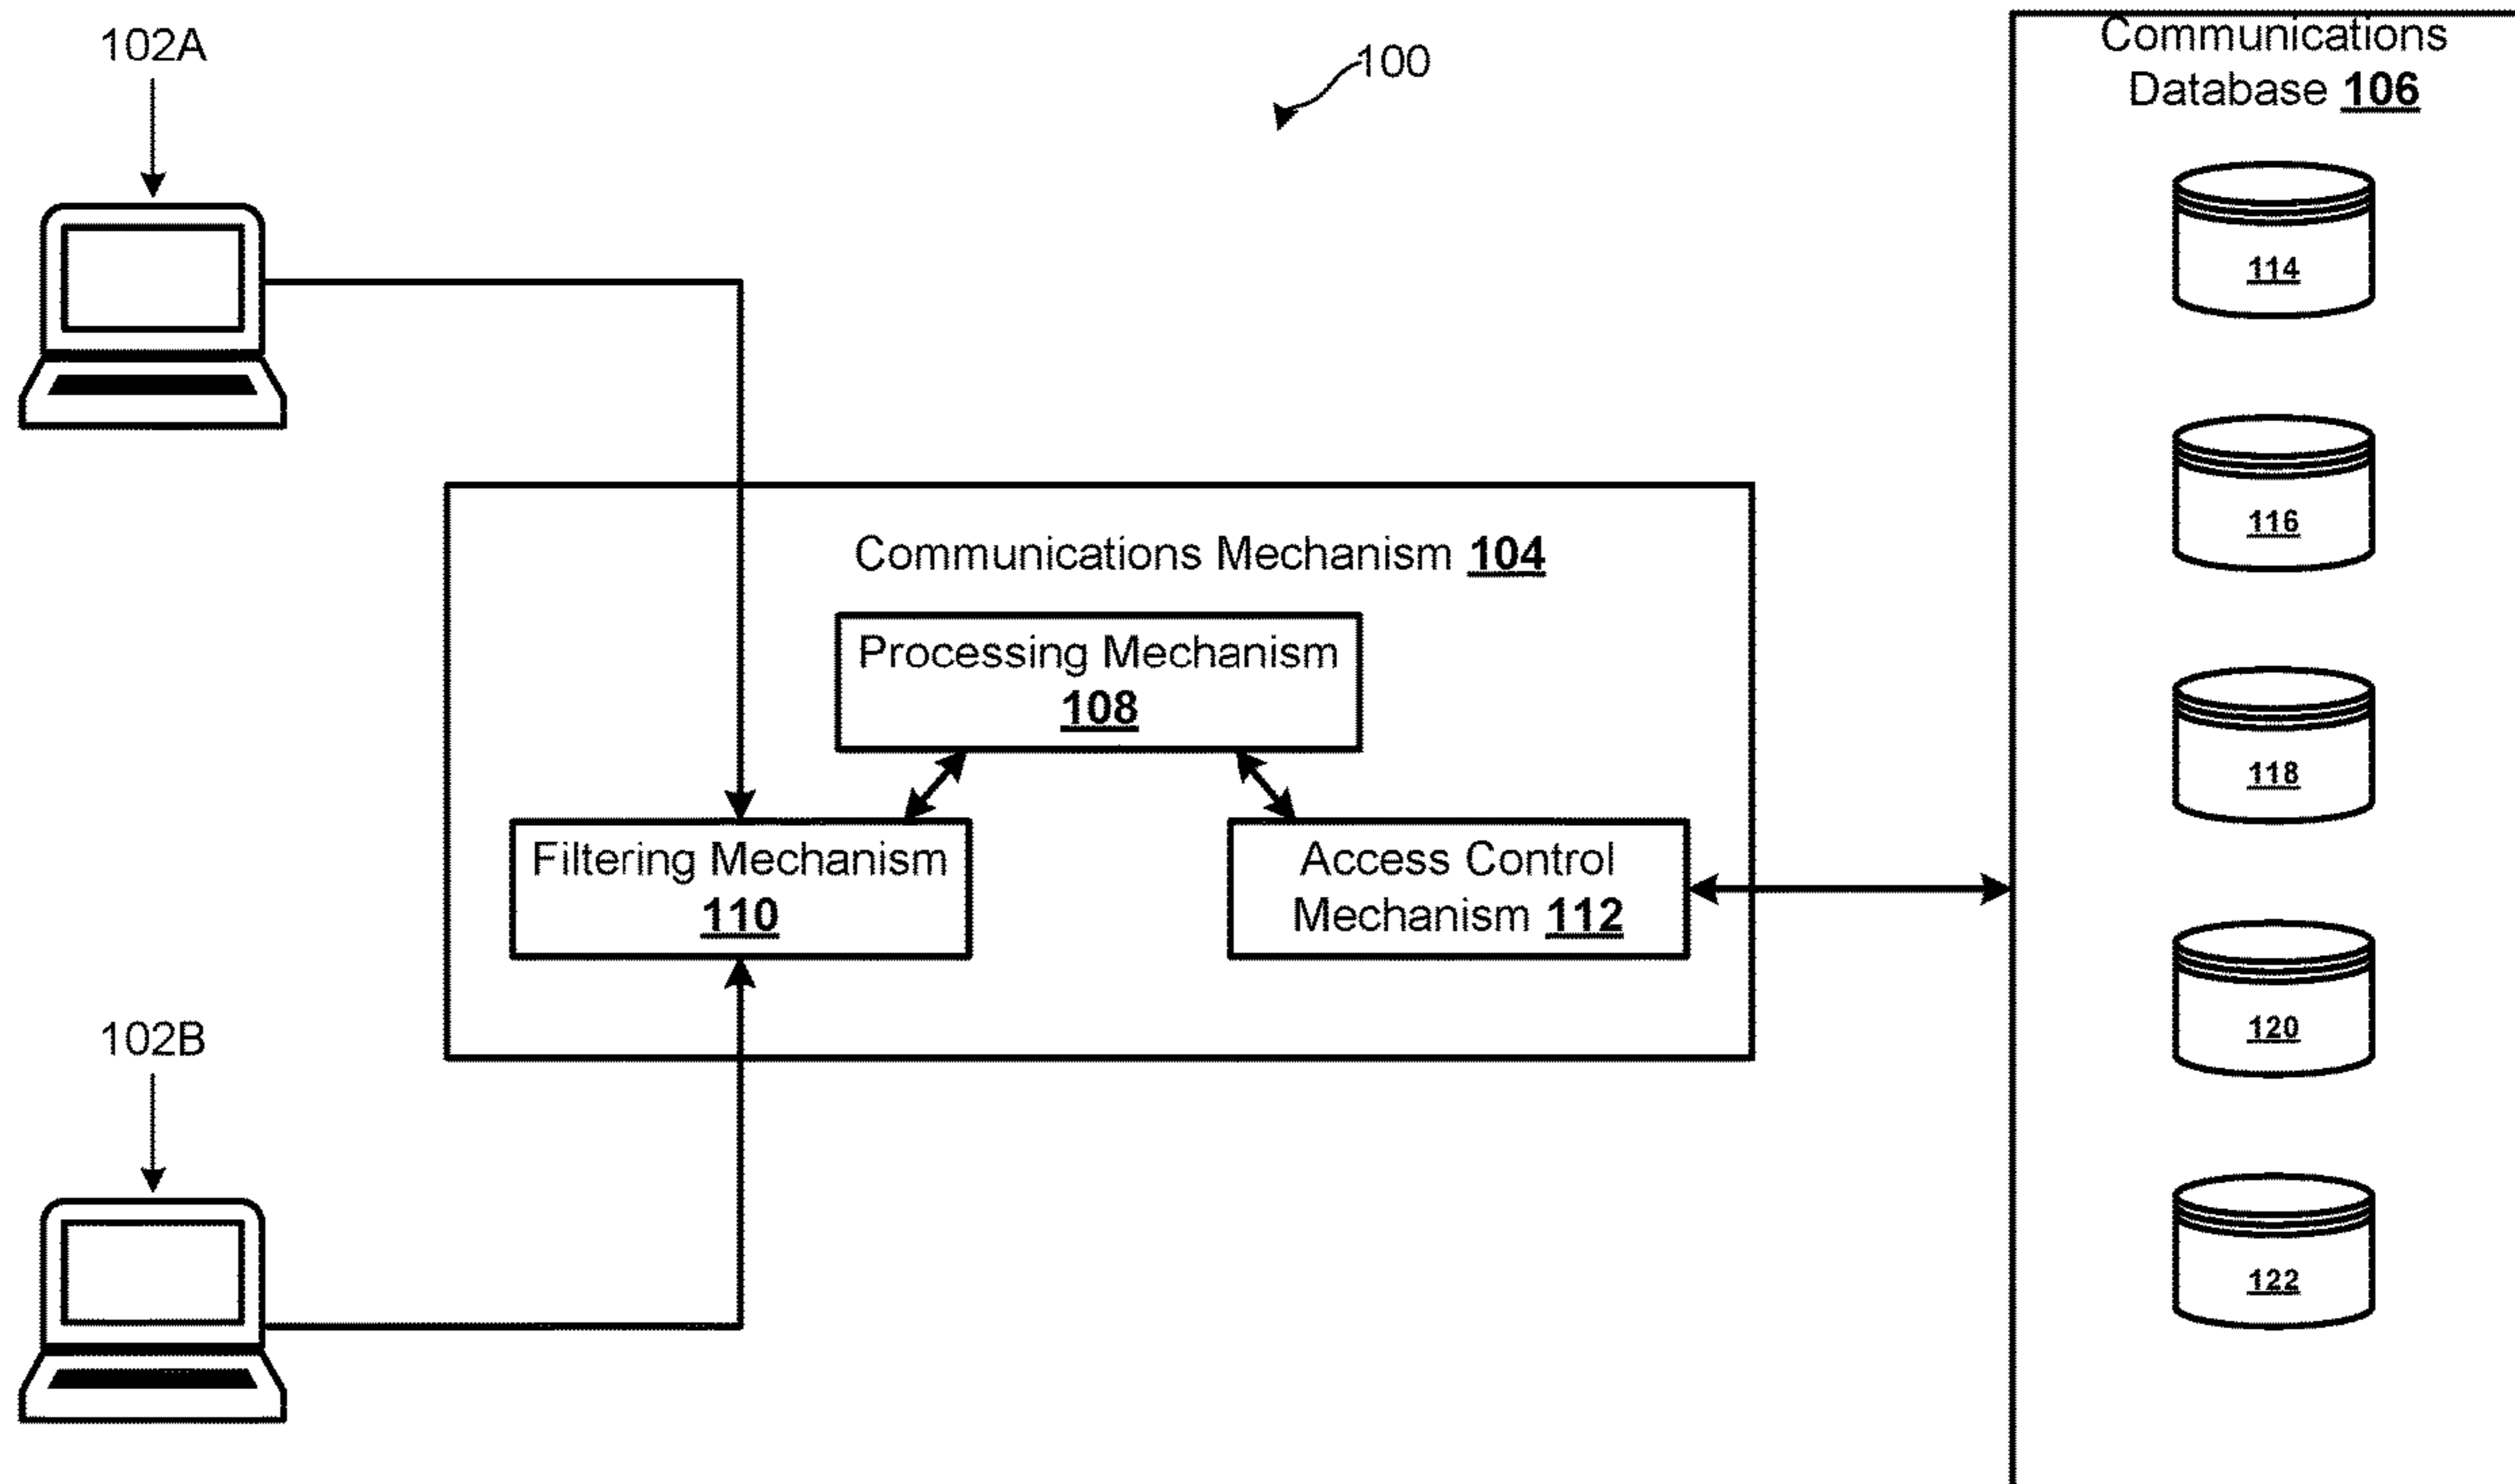 102A
100
Communications
Database 106
114
116
Communications Mechanism 104
Processing Mechanism
108
118
Filtering Mechanism
110
Access Control
Mechanism 112
102B
120
122